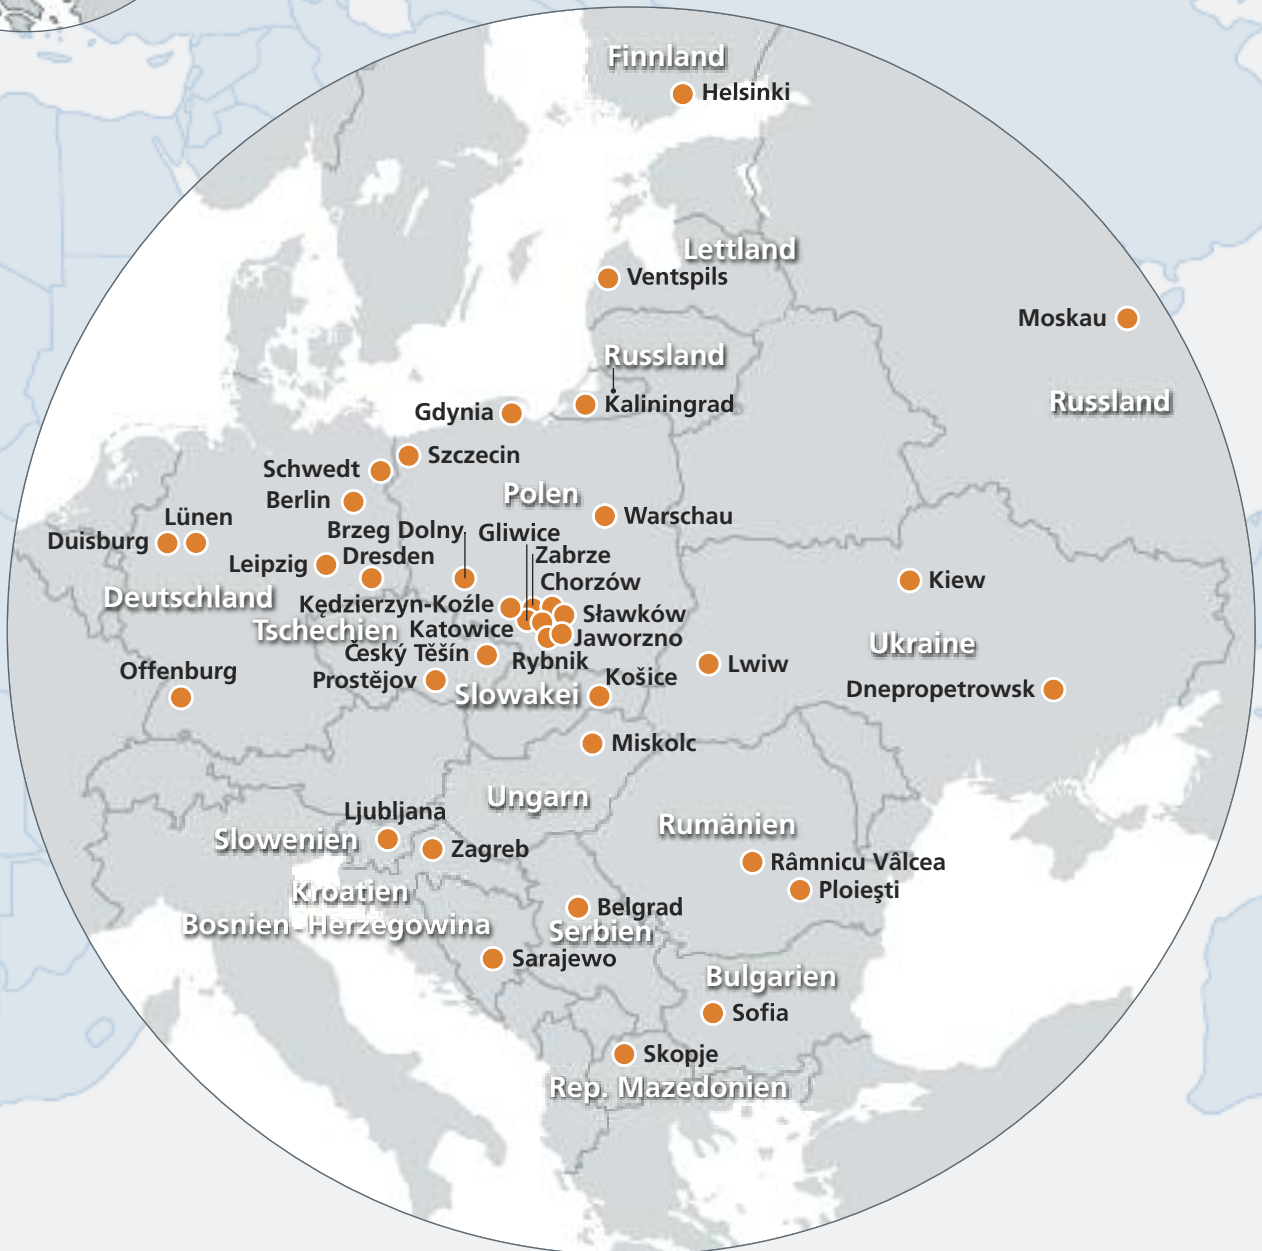 Finnland
Helsinki
Lettland
Ventspils
Moskau
Russland
Russland
Kaliningrad
Gdynia
Szczecin
Schwedt
Polen
Berlin
Lünen
Warschau
Brzeg Dolny
Gliwice
Duisburg
Zabrze
Leipzig
Dresden
Chorzów
Kiew
Deutschland
Kędzierzyn-Koźle
Sławków
Tschechien
Katowice
Jaworzno
Ukraine
Český Těšín
Rybnik
Lwiw
Offenburg
Prostějov
Košice
Slowakei
Dnepropetrowsk
Miskolc
Ungarn
Ljubljana
Rumänien
Slowenien
Zagreb
Râmnicu Vâlcea
Kroatien
Ploieşti
Belgrad
Bosnien-Herzegowina
Serbien
Sarajewo
Bulgarien
Sofia
Skopje
Rep. Mazedonien